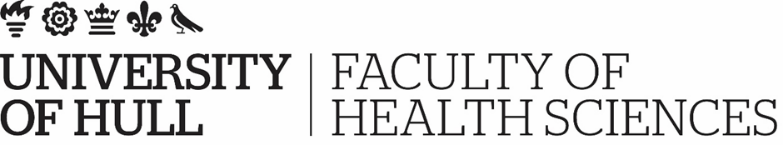 UNIVERSITY
OF HULL
FACULTY OF
HEALTH SCIENCES